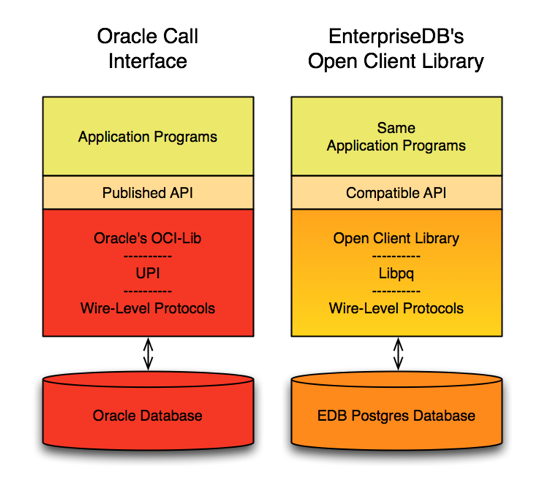 Oracle Call
Interface
Application Programs
Published API
Oracle's OCI-Lib
----------
UPI
----------
Wire-Level Protocols
Oracle Database
EnterpriseDB's
Open Client Library
Same
Application Programs
Compatible API
Open Client Library
----------
Libpq
----------
Wire-Level Protocols
EDB Postgres Database